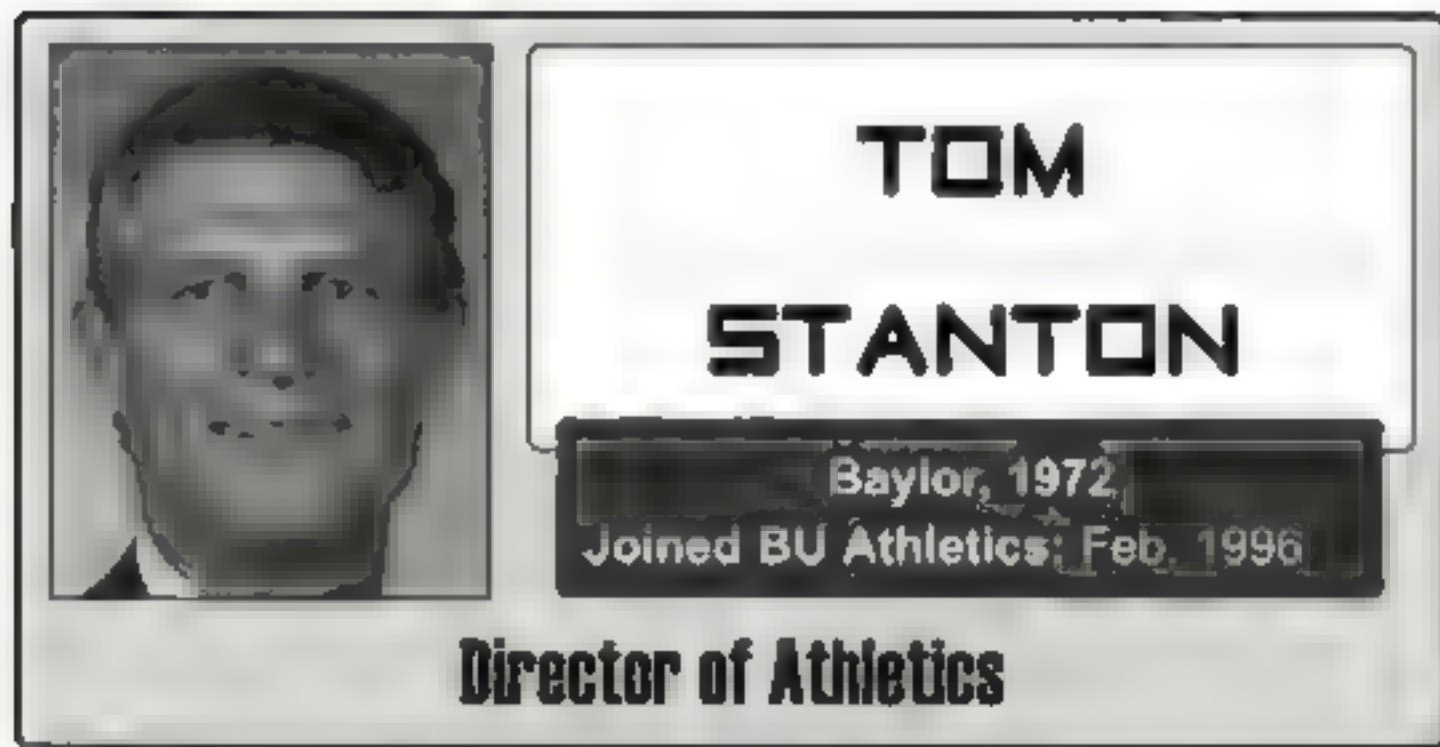 TOM
STANTON
Baylor, 1972
Joined BU Athletics: Feb. 1996
Director of Athletics